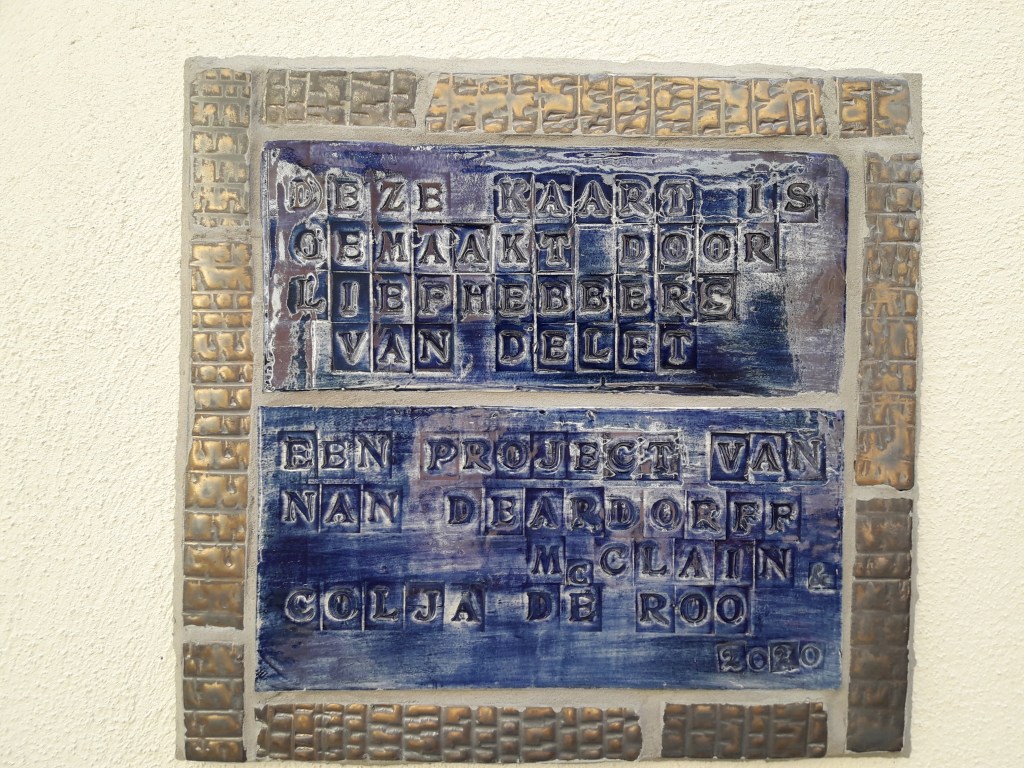 DEZE KAART IS
GEMAAKT DOOR
LIEFHEBBERS
VAN DELFT
EEN PROJECT VAN
NAN DEARDORFF
McCLAIN &
COLJA DE ROO
2020